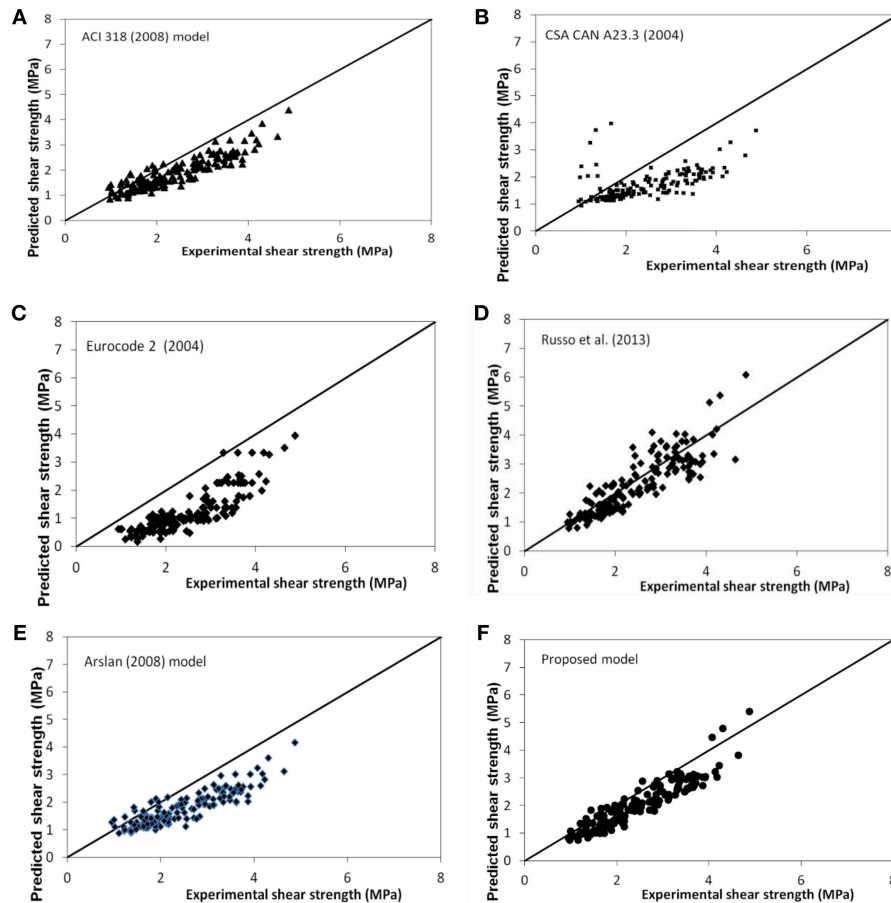 A
ACI 318 (2008) model
Predicted shear strength (MPa)
8
7
6
5
4
3
2
1
0
0 2 4 6 8
Experimental shear strength (MPa)
B
CSA CAN A23.3 (2004)
Predicted shear strength (MPa)
8
7
6
5
4
3
2
1
0
0 2 4 6 8
Experimental shear strength (MPa)
C
Eurocode 2 (2004)
Predicted shear strength (MPa)
8
7
6
5
4
3
2
1
0
0 2 4 6 8
Experimental shear strength (MPa)
D
Russo et al. (2013)
Predicted shear strength (MPa)
8
7
6
5
4
3
2
1
0
0 2 4 6 8
Experimental shear strength (MPa)
E
Arslan (2008) model
Predicted shear strength (MPa)
8
7
6
5
4
3
2
1
0
0 2 4 6 8
Experimental shear strength (MPa)
F
Proposed model
Predicted shear strength (MPa)
8
7
6
5
4
3
2
1
0
0 2 4 6 8
Experimental shear strength (MPa)